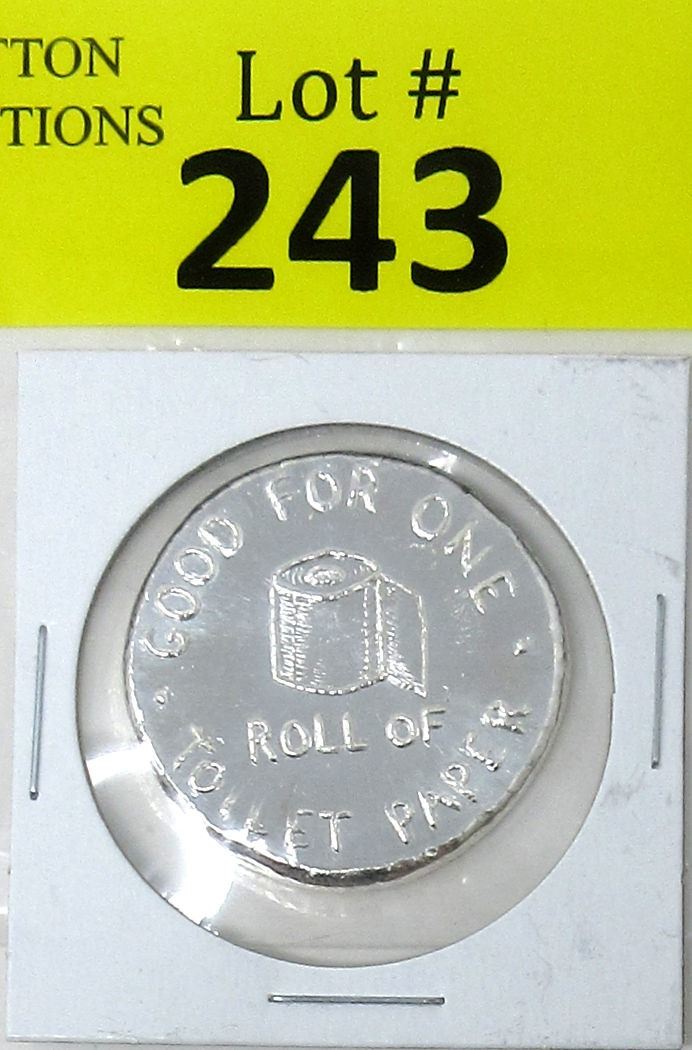 TTON
TIONS
Lot #
243
GOOD FOR ONE
ROLL OF
TOILET PAPER